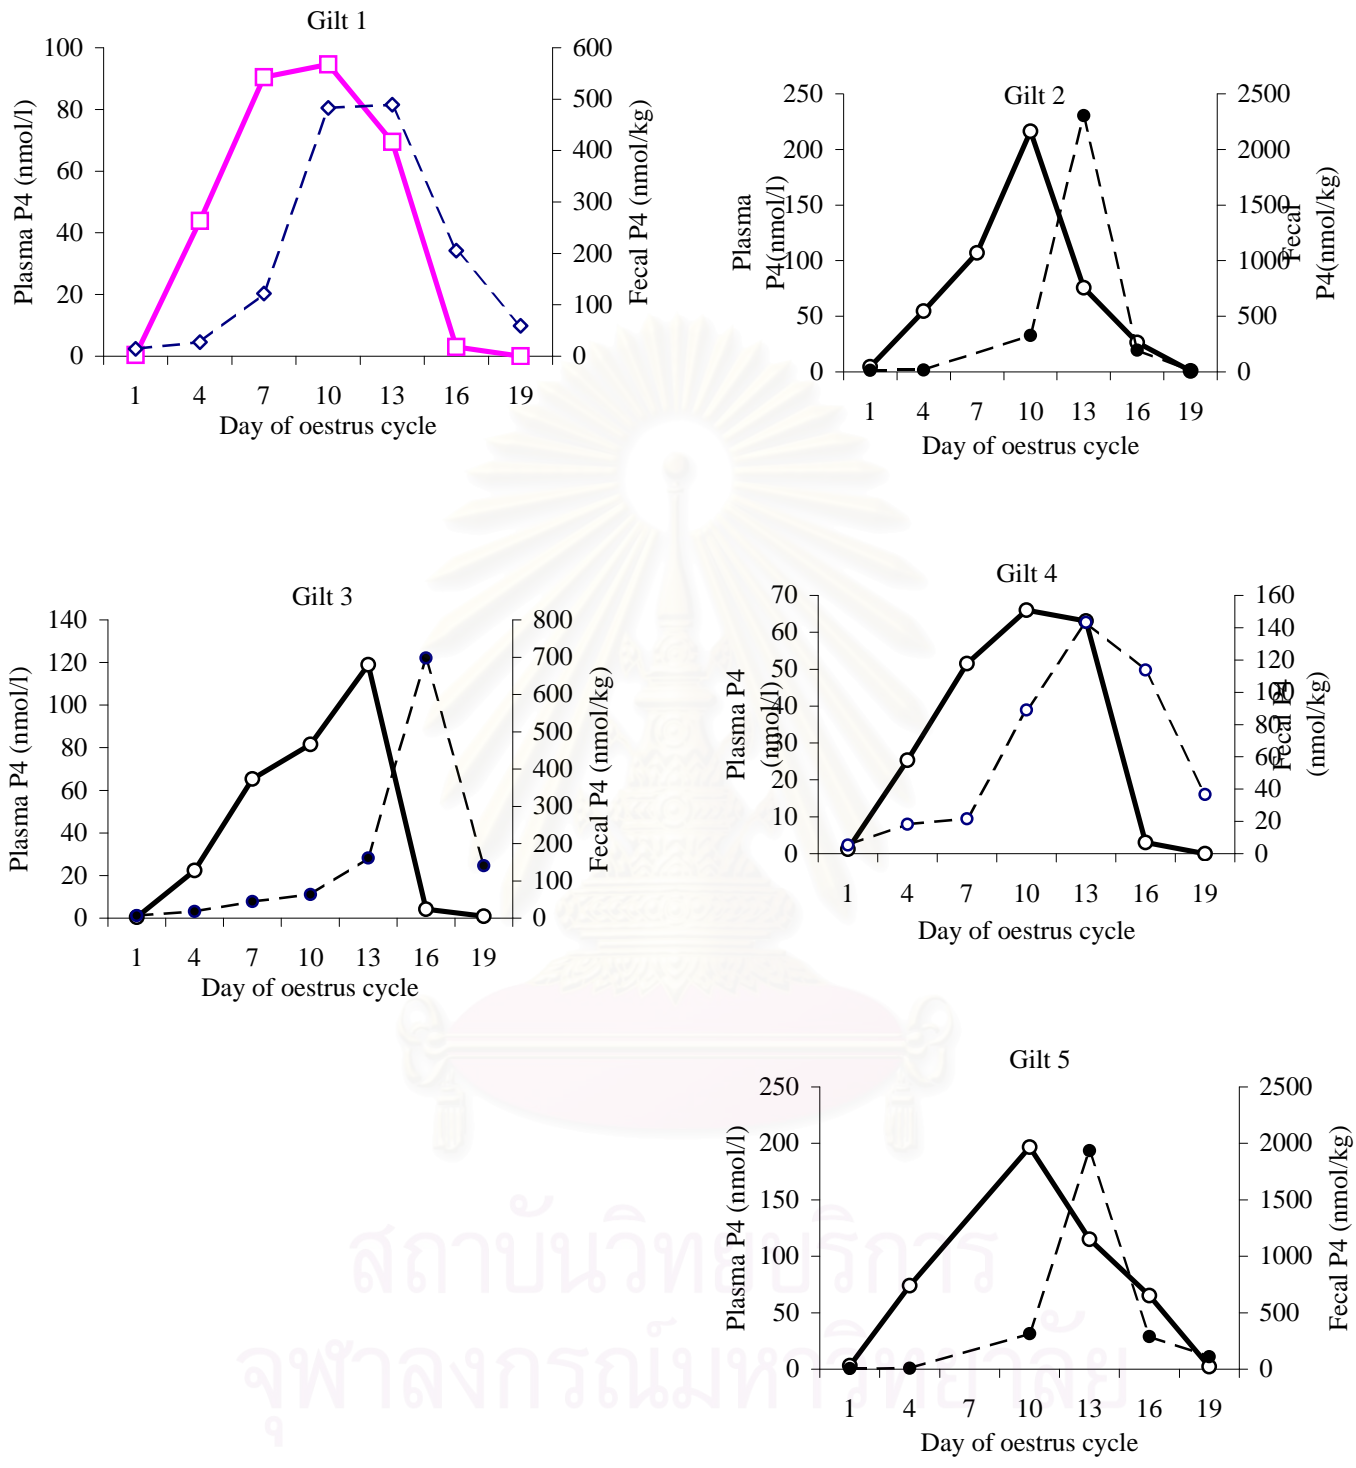 Gilt 1
100
80
60
40
20
0
600
500
400
300
200
100
0
Plasma P4 (nmol/l)
Fecal P4 (nmol/kg)
1 4 7 10 13 16 19
Day of oestrus cycle
Gilt 2
250
200
150
100
50
0
2500
2000
1500
1000
500
0
Plasma
P4(nmol/l)
Fecal
P4(nmol/kg)
1 4 7 10 13 16 19
Day of oestrus cycle
Gilt 3
140
120
100
80
60
40
20
0
800
700
600
500
400
300
200
100
0
Plasma P4 (nmol/l)
Fecal P4 (nmol/kg)
1 4 7 10 13 16 19
Day of oestrus cycle
Gilt 4
70
60
50
40
30
20
10
0
160
140
120
100
80
60
40
20
0
Plasma P4
(nmol/l)
Fecal P4
(nmol/kg)
1 4 7 10 13 16 19
Day of oestrus cycle
Gilt 5
250
200
150
100
50
0
2500
2000
1500
1000
500
0
Plasma P4 (nmol/l)
Fecal P4 (nmol/kg)
1 4 7 10 13 16 19
Day of oestrus cycle
สถาบันวิทยบริการ
จุฬาลงกรณ์มหาวิทยาลัย